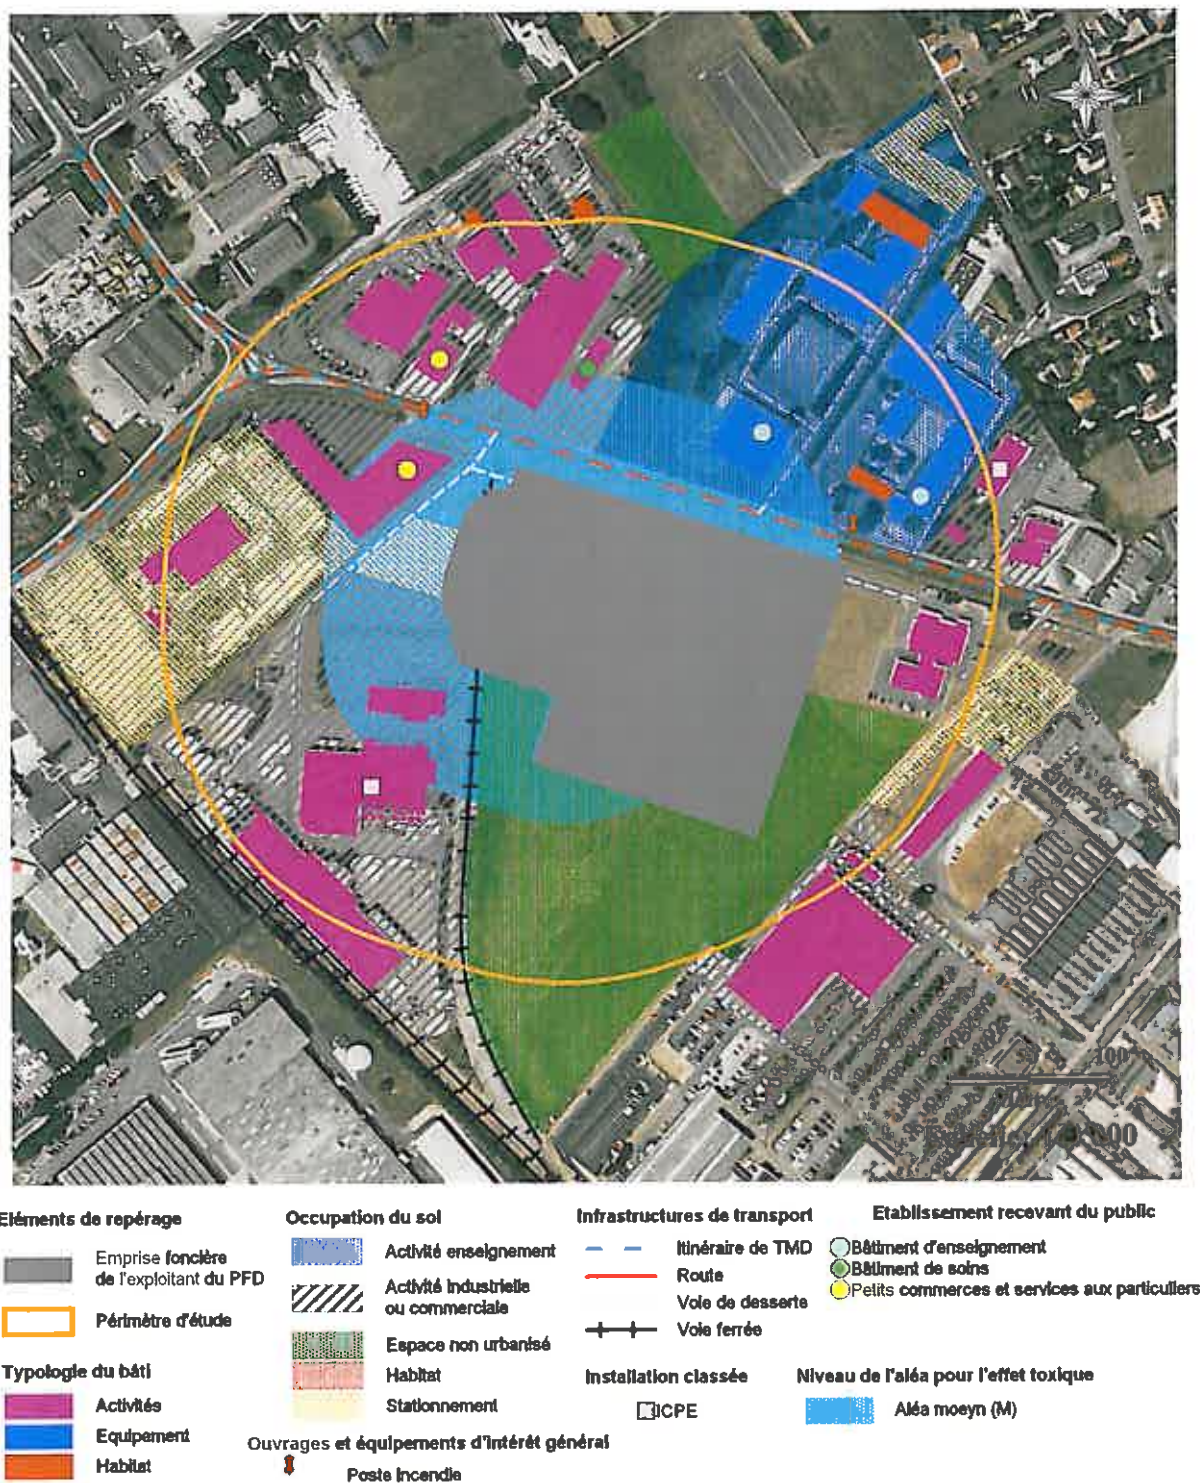 100
Eléments de repérage
Emprise foncière
de l'exploitant du PFD
Périmètre d'étude
Typologie du bâti
Activités
Equipement
Habitat
Occupation du sol
Activité enseignement
Activité industrielle
ou commerciale
Espace non urbanisé
Habitat
Stationnement
Ouvrages et équipements d'intérêt général
Poste incendie
Infrastructures de transport
Itinéraire de TMD
Route
Voie de desserte
Voie ferrée
Installation classée
ICPE
Etablissement recevant du public
Bâtiment d'enseignement
Bâtiment de soins
Petits commerces et services aux particuliers
Niveau de l'aléa pour l'effet toxique
Aléa moeyn (M)